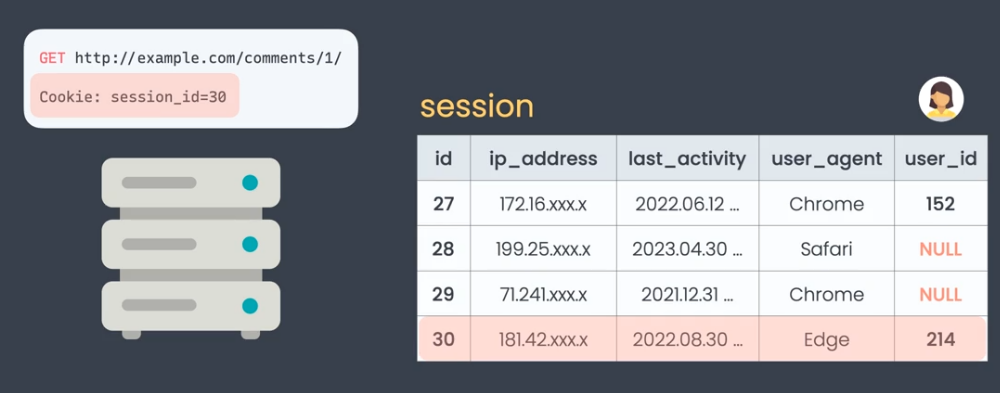 GET http://example.com/comments/1/
Cookie: session_id=30
session
id ip_address last_activity user_agent user_id
27 172.16.xxx.x 2022.06.12 ... Chrome 152
28 199.25.xxx.x 2023.04.30 ... Safari NULL
29 71.241.xxx.x 2021.12.31 ... Chrome NULL
30 181.42.xxx.x 2022.08.30 ... Edge 214